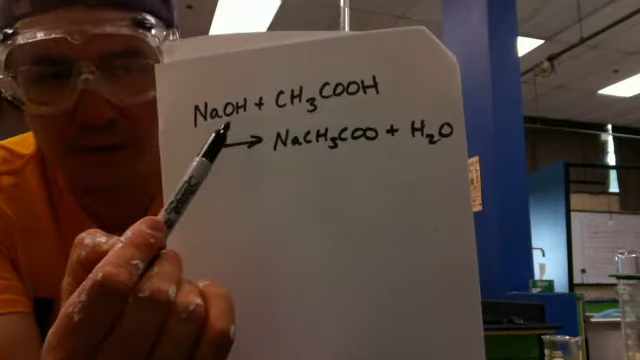 NaOH + CH₃COOH
→ NaCH₃COO + H₂O